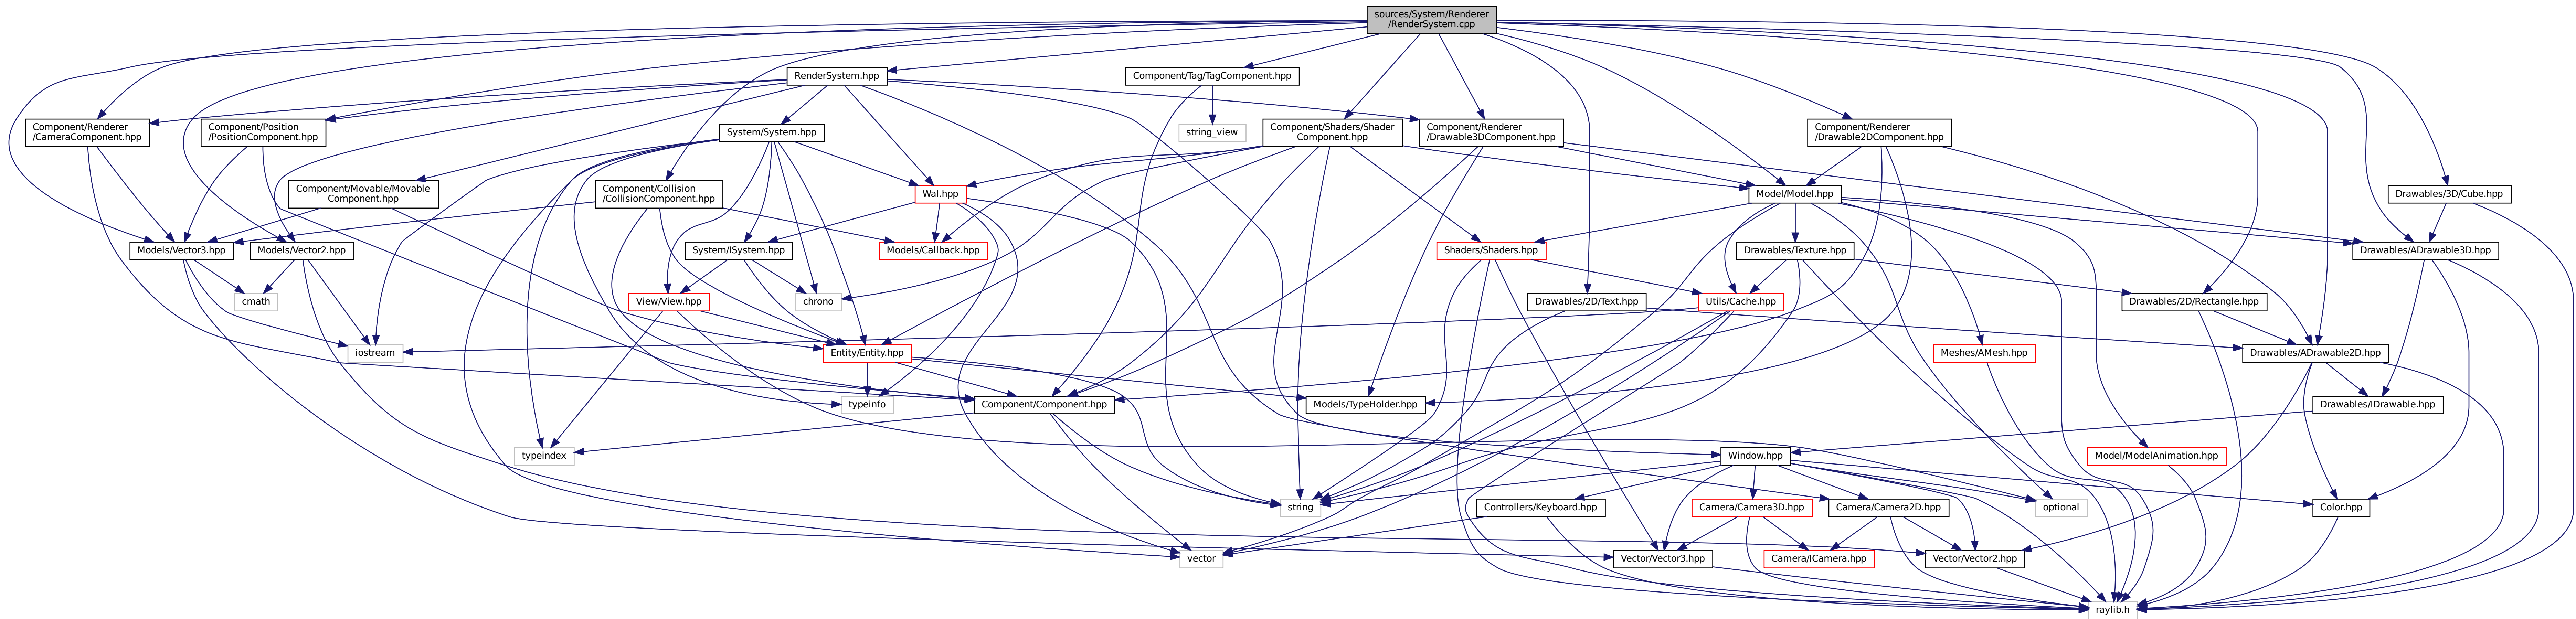 sources/System/Renderer
/RenderSystem.cpp
RenderSystem.hpp
Component/Tag/TagComponent.hpp
Component/Renderer
/CameraComponent.hpp
Component/Position
/PositionComponent.hpp
System/System.hpp
string_view
Component/Shaders/Shader
Component.hpp
Component/Renderer
/Drawable3DComponent.hpp
Component/Renderer
/Drawable2DComponent.hpp
Component/Movable/Movable
Component.hpp
Component/Collision
/CollisionComponent.hpp
Wal.hpp
Model/Model.hpp
Drawables/3D/Cube.hpp
Models/Vector3.hpp
Models/Vector2.hpp
System/ISystem.hpp
Models/Callback.hpp
Shaders/Shaders.hpp
Drawables/Texture.hpp
Drawables/ADrawable3D.hpp
cmath
View/View.hpp
chrono
Drawables/2D/Text.hpp
Utils/Cache.hpp
Drawables/2D/Rectangle.hpp
iostream
Entity/Entity.hpp
Meshes/AMesh.hpp
Drawables/ADrawable2D.hpp
typeinfo
Component/Component.hpp
Models/TypeHolder.hpp
Drawables/IDrawable.hpp
typeindex
Window.hpp
Model/ModelAnimation.hpp
string
Controllers/Keyboard.hpp
Camera/Camera3D.hpp
Camera/Camera2D.hpp
optional
Color.hpp
vector
Vector/Vector3.hpp
Camera/ICamera.hpp
Vector/Vector2.hpp
raylib.h